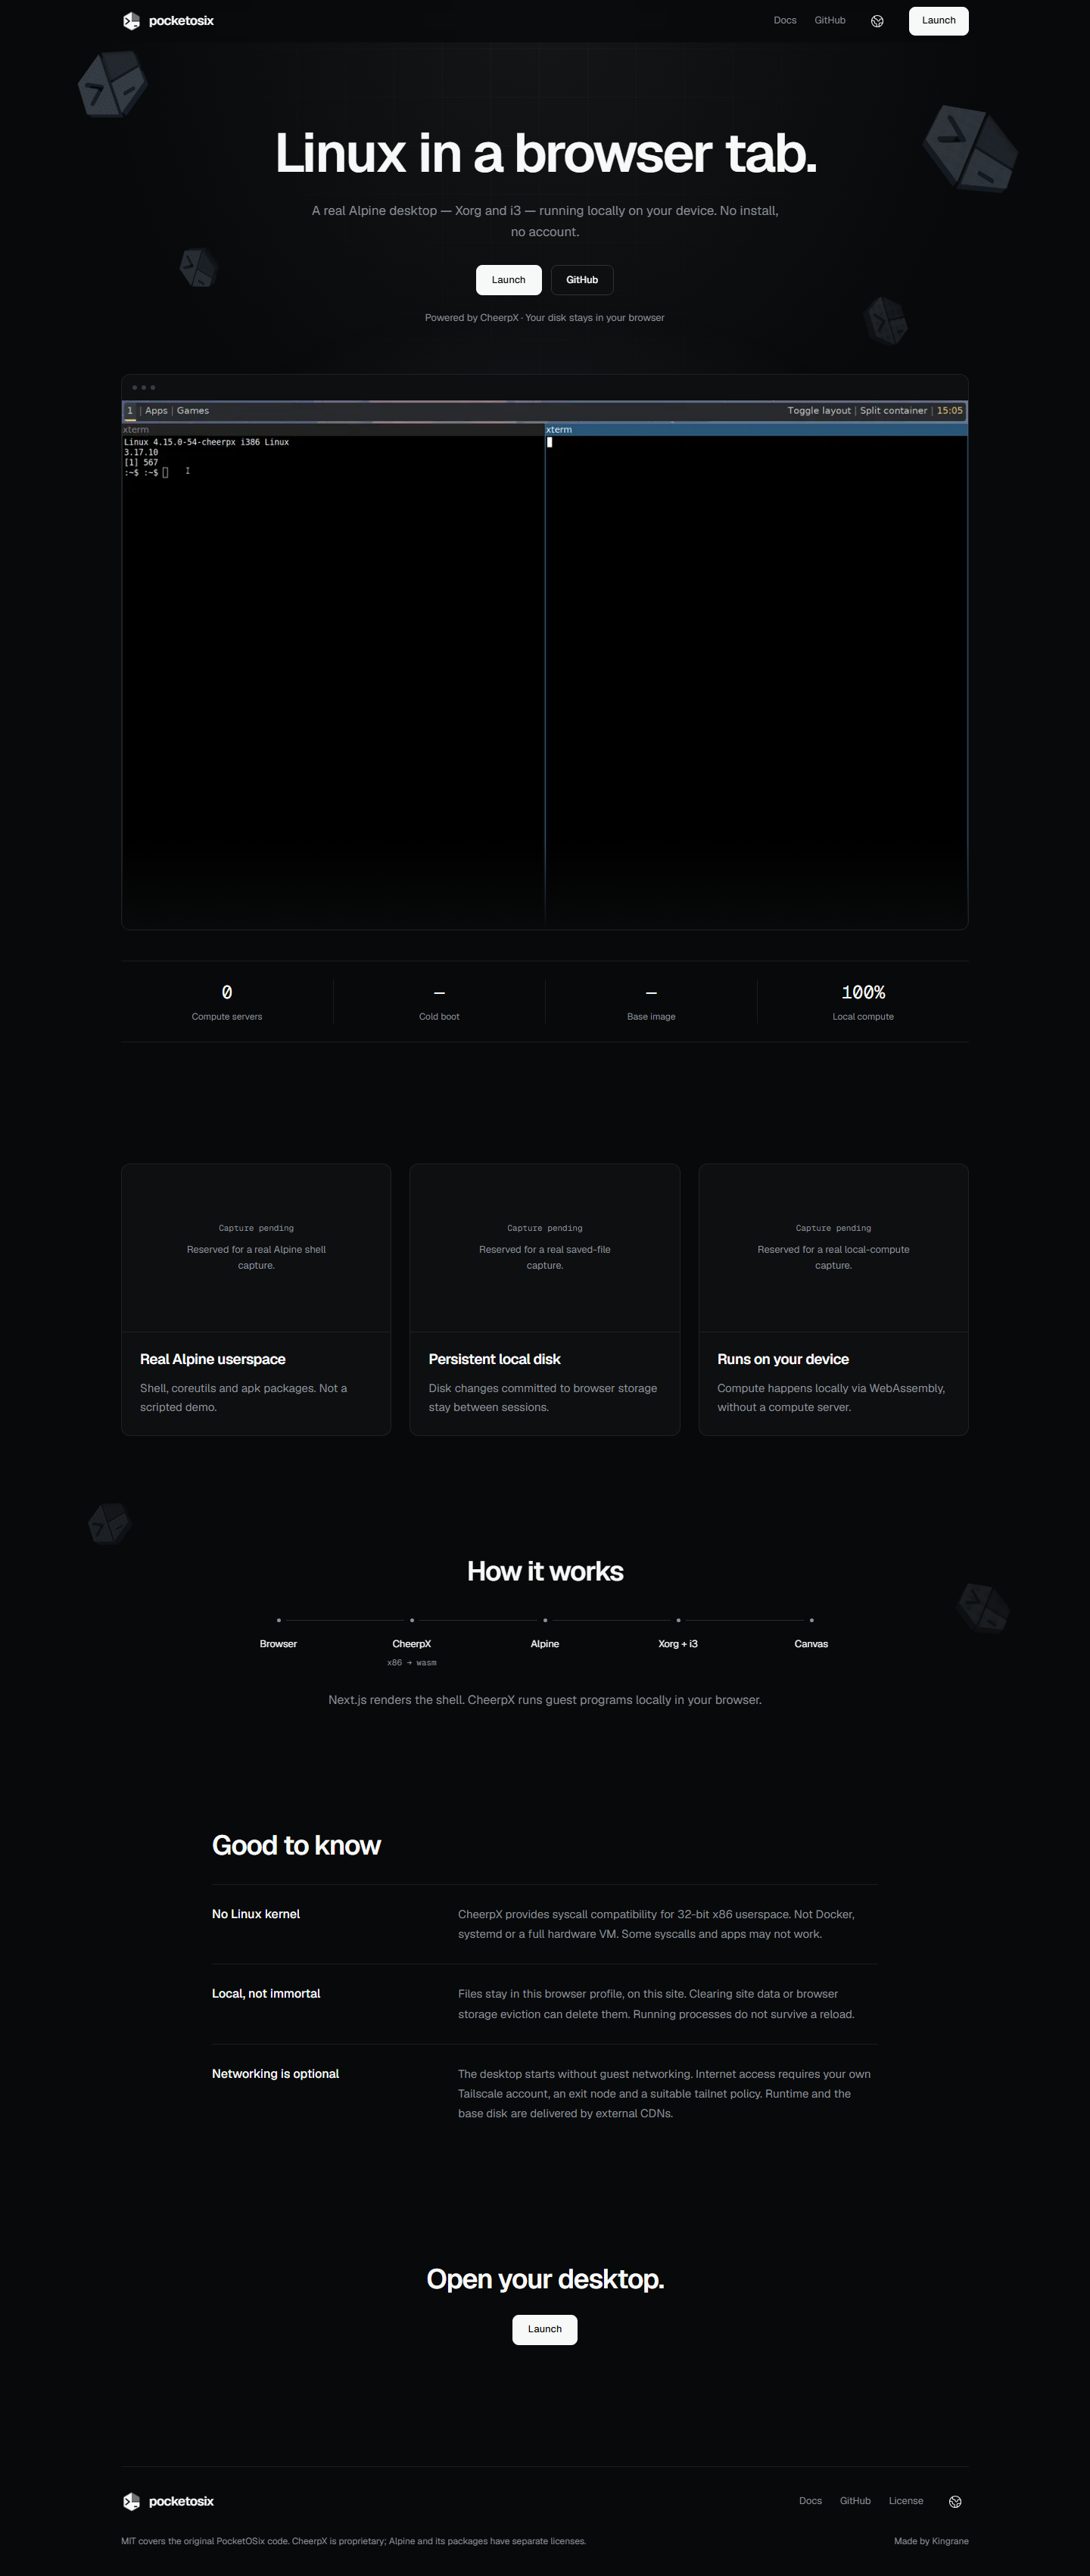 pocketosix
Docs
GitHub
Launch
Linux in a browser tab.
A real Alpine desktop — Xorg and i3 — running locally on your device. No install,
no account.
Launch
GitHub
Powered by CheerpX · Your disk stays in your browser
1 | Apps | Games
Toggle layout | Split container | 15:05
xterm
xterm
Linux 4.15.0-54-cheerpx i386 Linux
3.17.10
[1] 567
:~$ :~$
0
Compute servers
—
Cold boot
—
Base image
100%
Local compute
Capture pending
Reserved for a real Alpine shell
capture.
Real Alpine userspace
Shell, coreutils and apk packages. Not a
scripted demo.
Capture pending
Reserved for a real saved-file
capture.
Persistent local disk
Disk changes committed to browser storage
stay between sessions.
Capture pending
Reserved for a real local-compute
capture.
Runs on your device
Compute happens locally via WebAssembly,
without a compute server.
How it works
Browser
CheerpX
x86 → wasm
Alpine
Xorg + i3
Canvas
Next.js renders the shell. CheerpX runs guest programs locally in your browser.
Good to know
No Linux kernel
CheerpX provides syscall compatibility for 32-bit x86 userspace. Not Docker,
systemd or a full hardware VM. Some syscalls and apps may not work.
Local, not immortal
Files stay in this browser profile, on this site. Clearing site data or browser
storage eviction can delete them. Running processes do not survive a reload.
Networking is optional
The desktop starts without guest networking. Internet access requires your own
Tailscale account, an exit node and a suitable tailnet policy. Runtime and the
base disk are delivered by external CDNs.
Open your desktop.
Launch
pocketosix
Docs
GitHub
License
MIT covers the original PocketOSix code. CheerpX is proprietary; Alpine and its packages have separate licenses.
Made by Kingrane